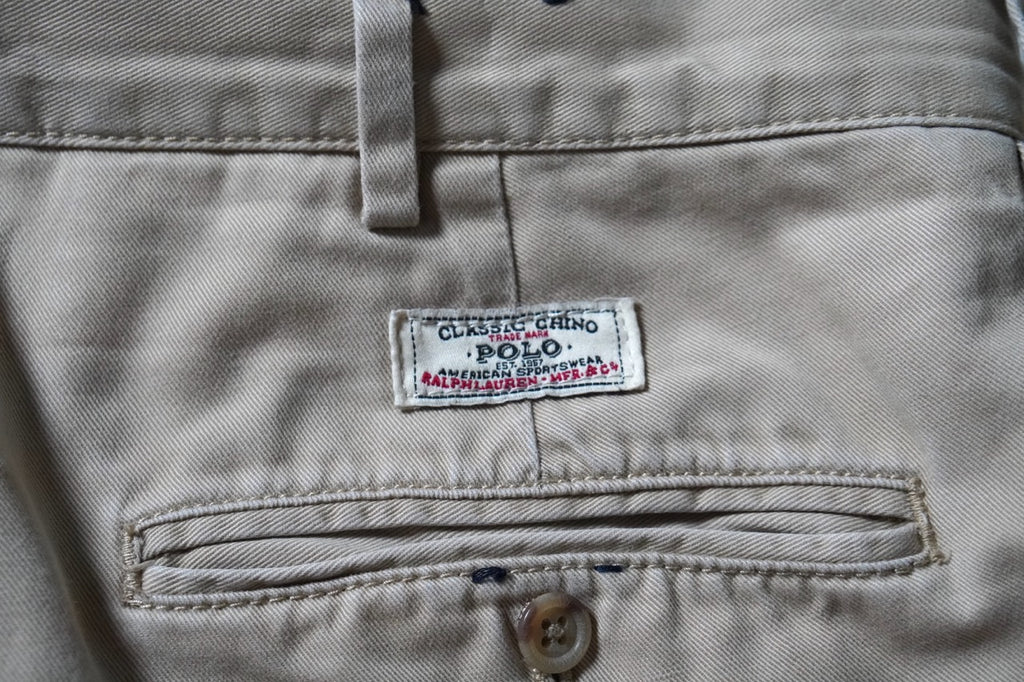 CLASSIC CHINO
TRADE MARK
· POLO ·
EST. 1967
AMERICAN SPORTSWEAR
RALPH LAUREN - MFR. & Co